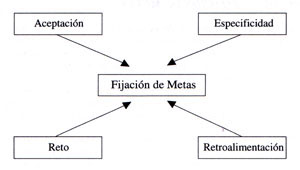 Aceptación
Especificidad
Fijación de Metas
Reto
Retroalimentación